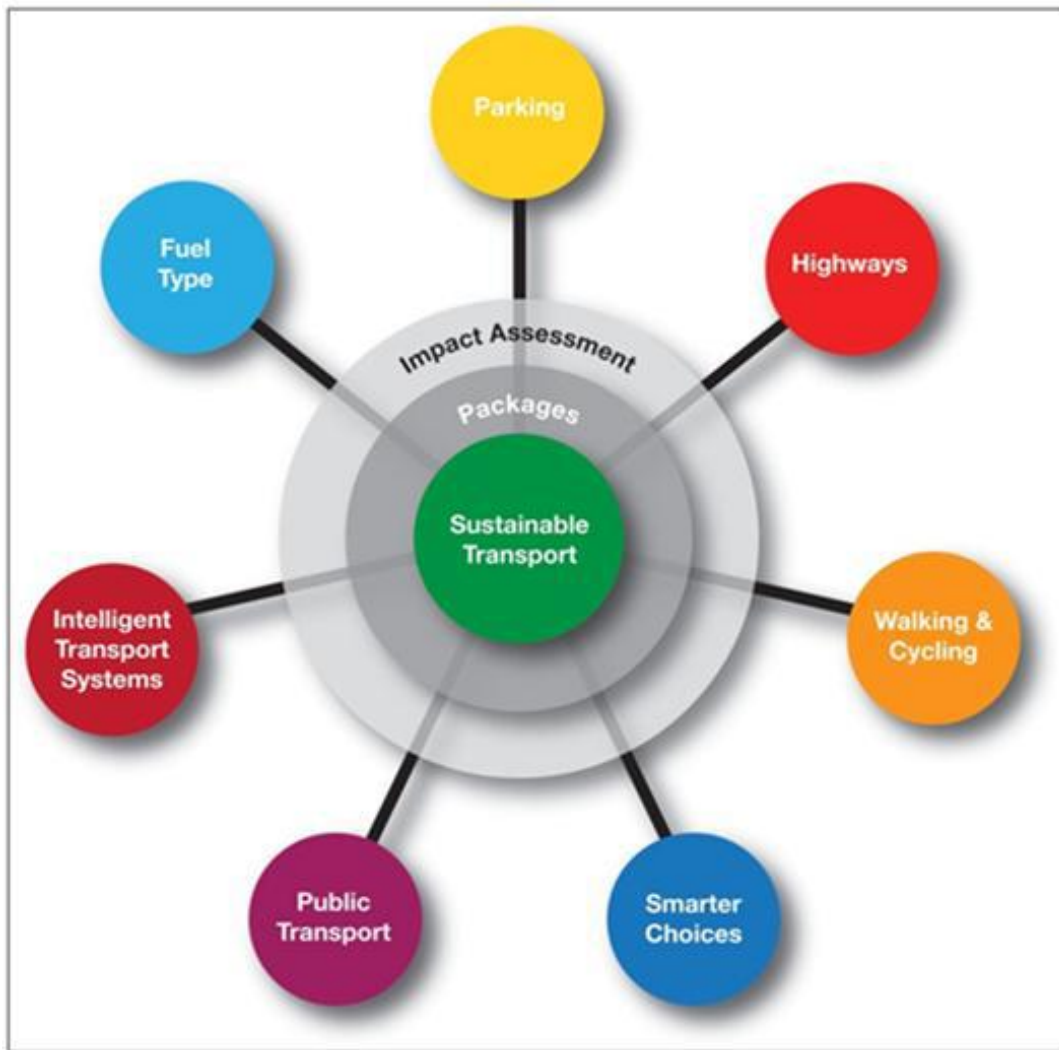 Parking
Fuel
Type
Highways
Impact Assessment
Packages
Sustainable
Transport
Intelligent
Transport
Systems
Walking &
Cycling
Public
Transport
Smarter
Choices